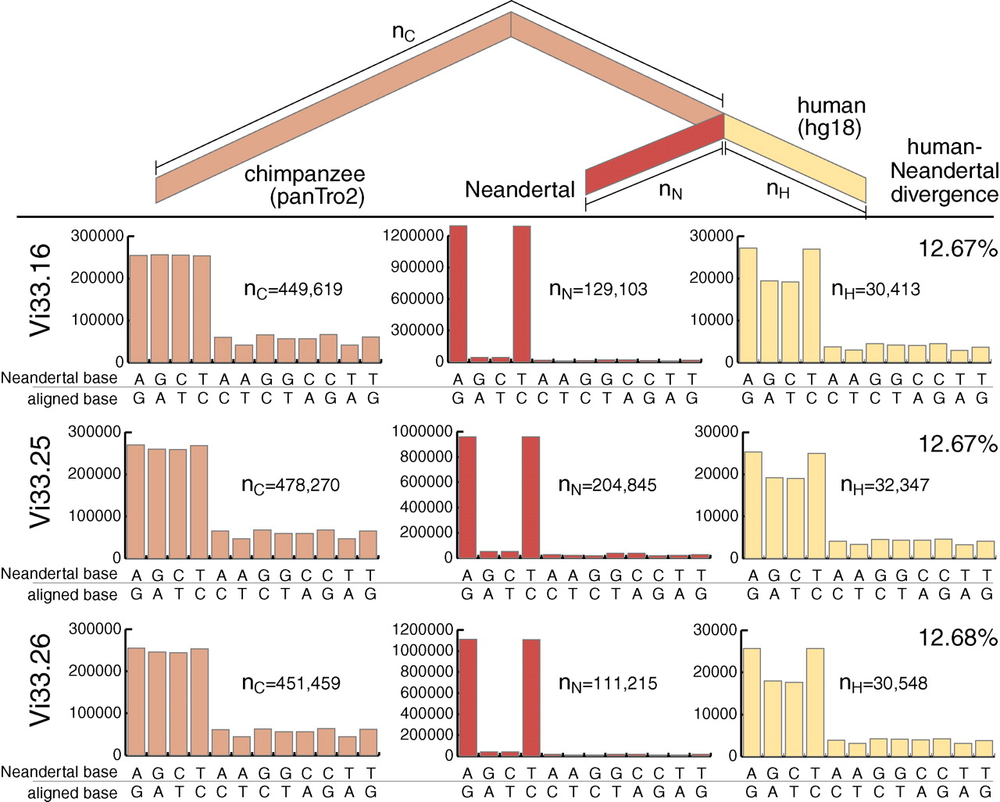 nC
human
(hg18)
human-
Neandertal
divergence
chimpanzee
(panTro2)
Neandertal
nN
nH
Vi33.16
300000
200000
100000
0
nC=449,619
1200000
900000
600000
300000
0
nN=129,103
30000
20000
10000
0
nH=30,413
12.67%
Neandertal base A G C T A A G G C C T T A G C T A A G G C C T T A G C T A A G G C C T T
aligned base G A T C C T C T A G A G G A T C C T C T A G A G G A T C C T C T A G A G
Vi33.25
300000
200000
100000
0
nC=478,270
1000000
800000
600000
400000
200000
0
nN=204,845
30000
20000
10000
0
nH=32,347
12.67%
Neandertal base A G C T A A G G C C T T A G C T A A G G C C T T A G C T A A G G C C T T
aligned base G A T C C T C T A G A G G A T C C T C T A G A G G A T C C T C T A G A G
Vi33.26
300000
200000
100000
0
nC=451,459
1200000
1000000
800000
600000
400000
200000
0
nN=111,215
30000
20000
10000
0
nH=30,548
12.68%
Neandertal base A G C T A A G G C C T T A G C T A A G G C C T T A G C T A A G G C C T T
aligned base G A T C C T C T A G A G G A T C C T C T A G A G G A T C C T C T A G A G